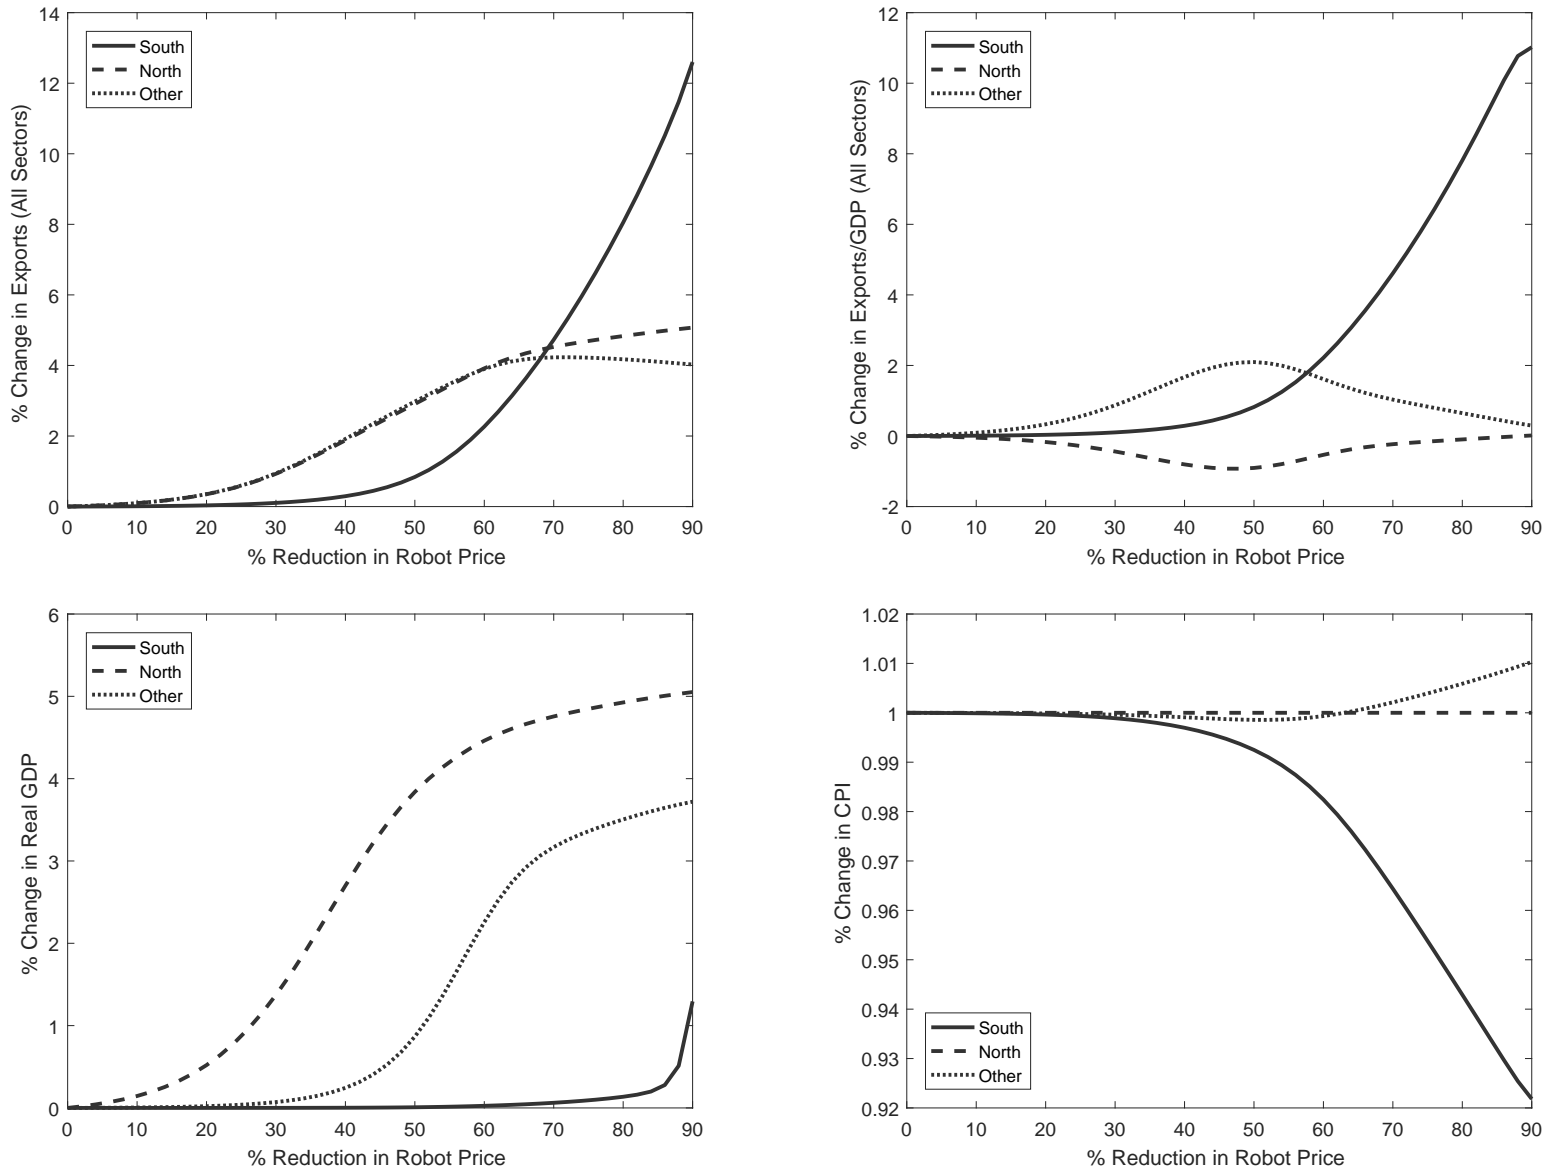 14
12
10
8
6
4
2
0
South
North
Other
% Change in Exports (All Sectors)
0 10 20 30 40 50 60 70 80 90
% Reduction in Robot Price
12
10
8
6
4
2
0
-2
South
North
Other
% Change in Exports/GDP (All Sectors)
0 10 20 30 40 50 60 70 80 90
% Reduction in Robot Price
6
5
4
3
2
1
0
South
North
Other
% Change in Real GDP
0 10 20 30 40 50 60 70 80 90
% Reduction in Robot Price
1.02
1.01
1
0.99
0.98
0.97
0.96
0.95
0.94
0.93
0.92
% Change in CPI
South
North
Other
0 10 20 30 40 50 60 70 80 90
% Reduction in Robot Price